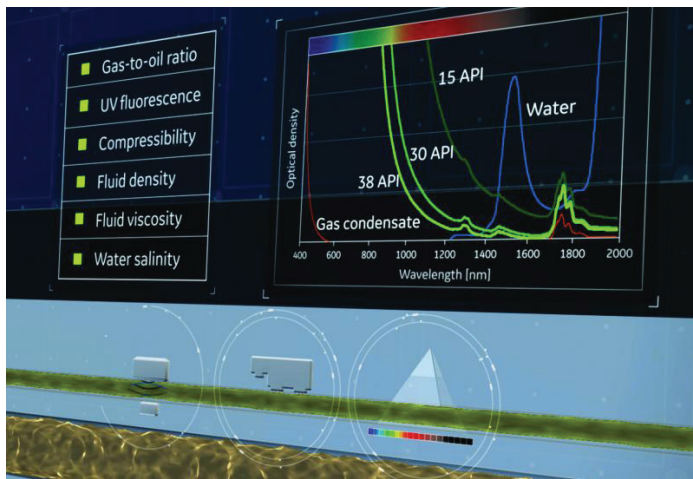 Gas-to-oil ratio
UV fluorescence
Compressibility
Fluid density
Fluid viscosity
Water salinity
Optical density
15 API
Water
30 API
38 API
Gas condensate
400 600 800 1000 1200 1400 1600 1800 2000
Wavelength [nm]